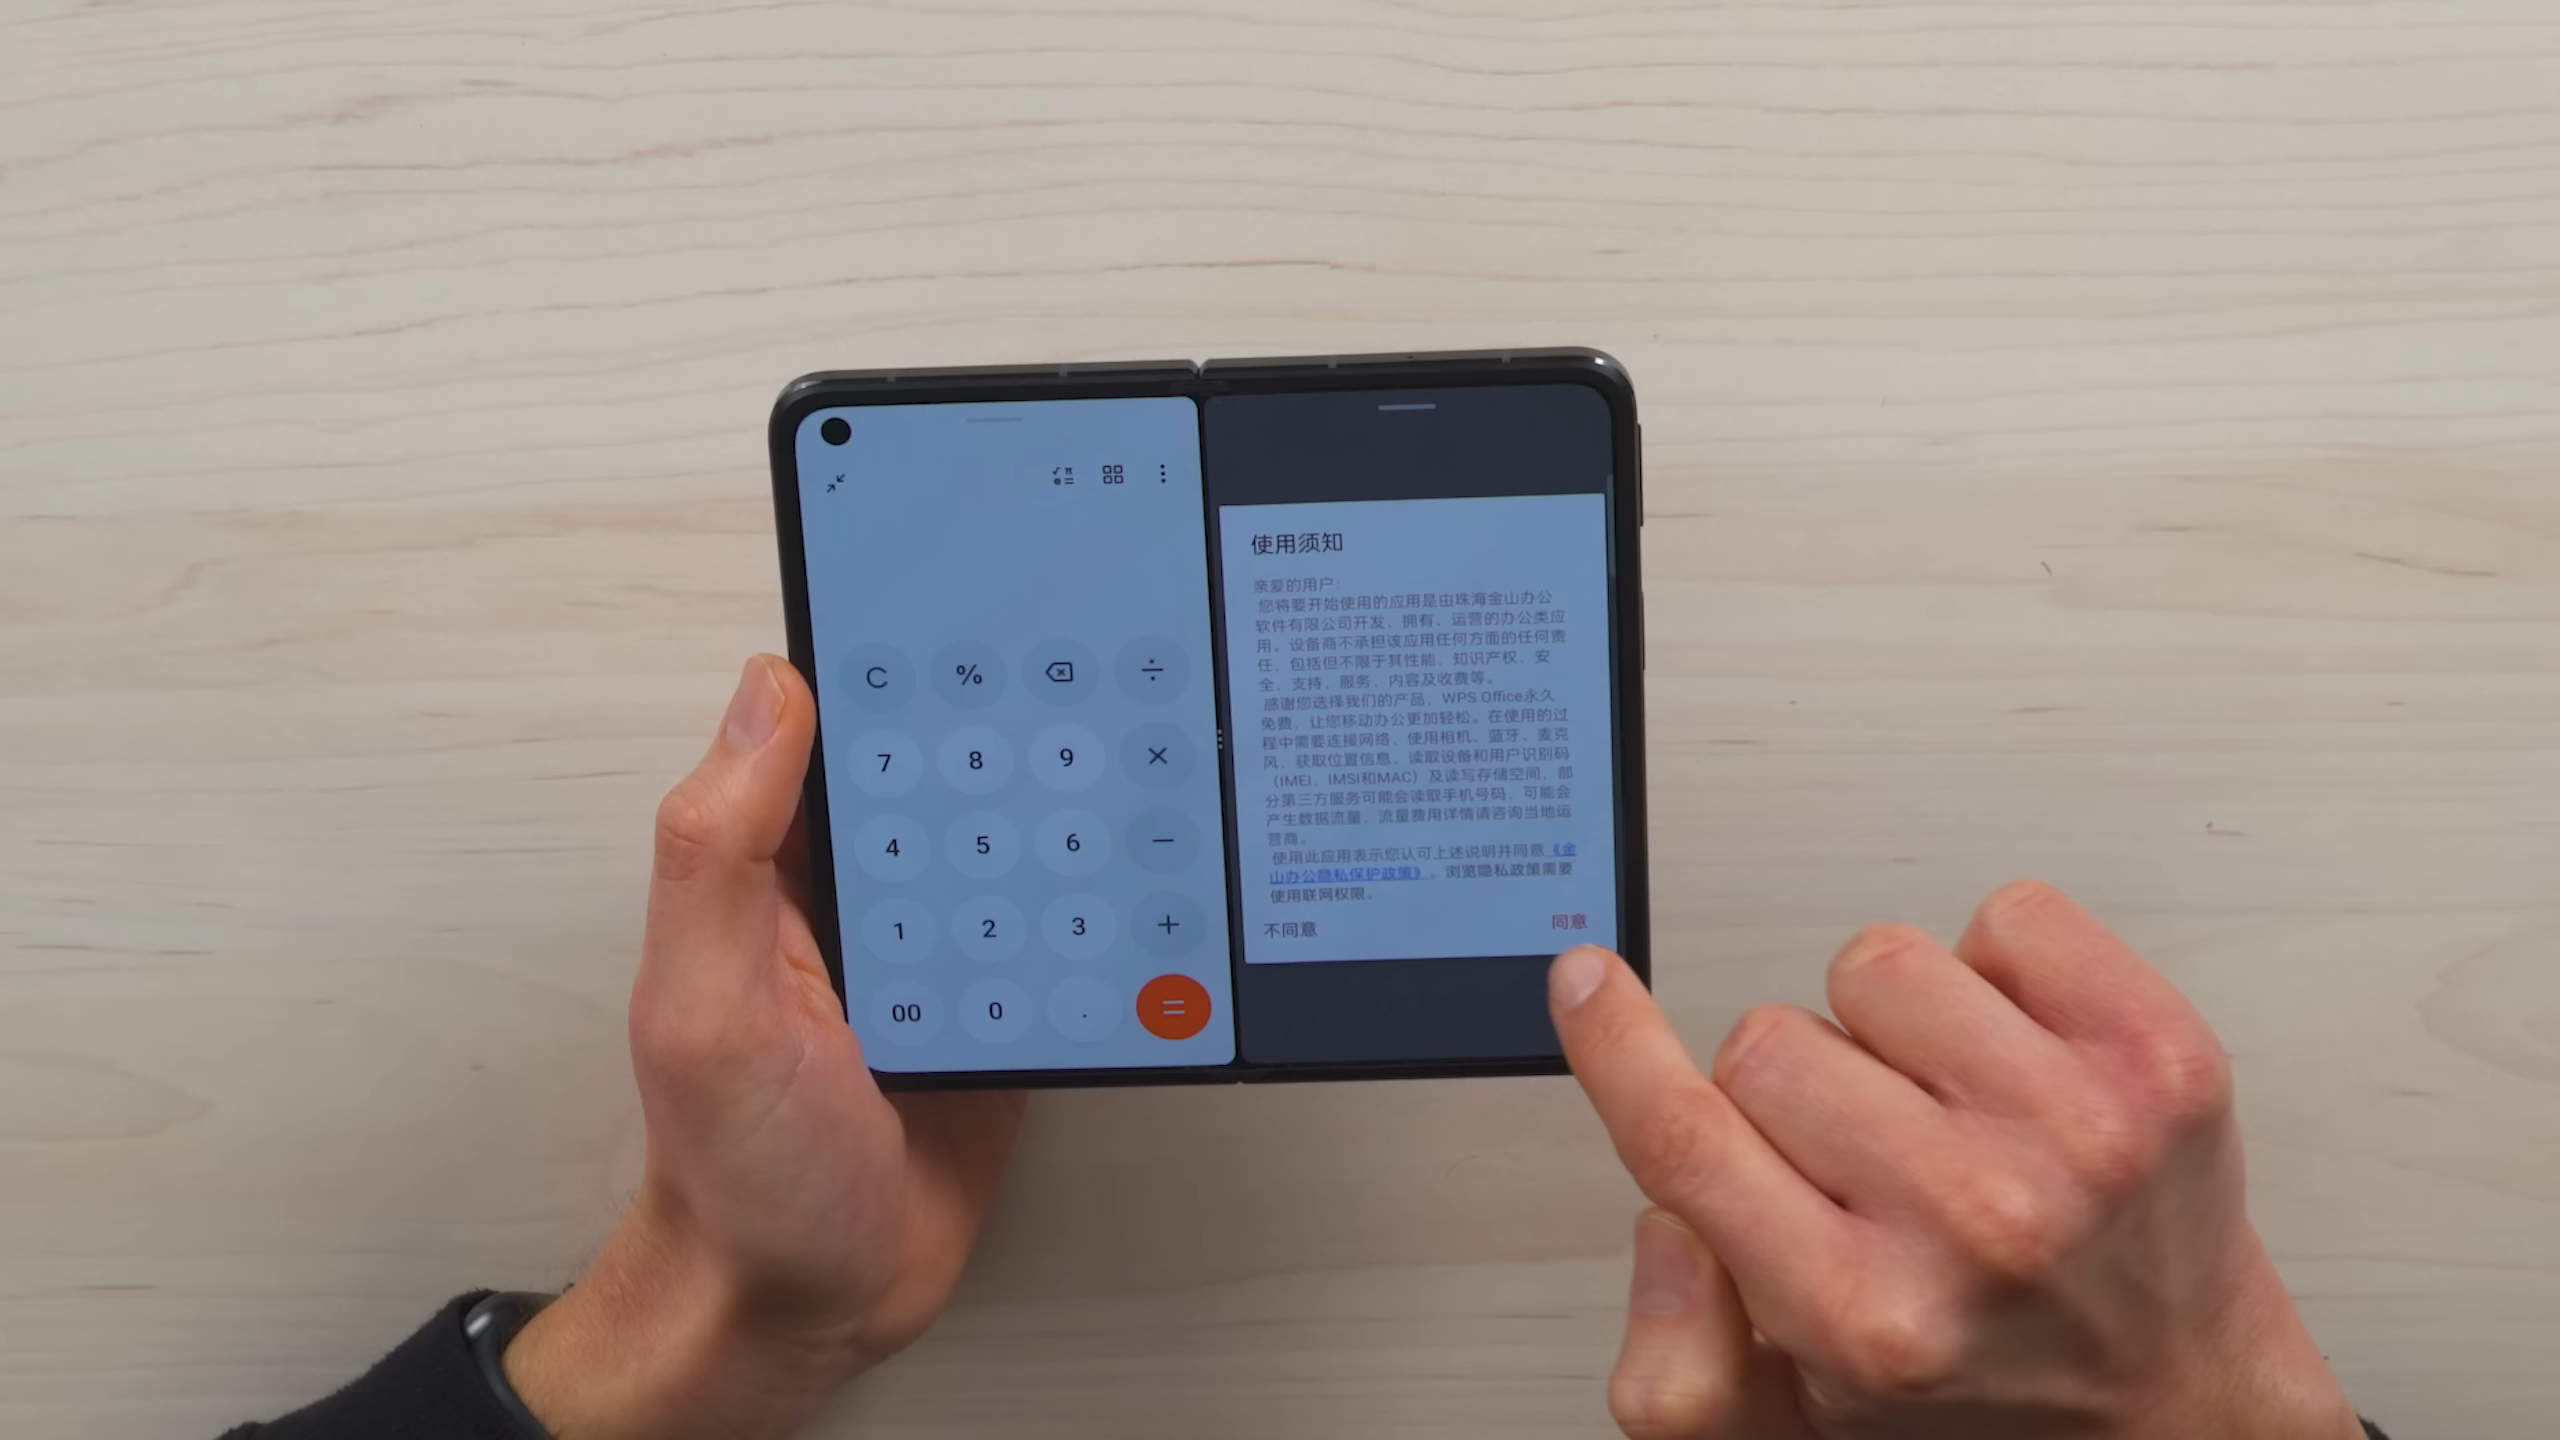 C % ÷
7 8 9 ×
4 5 6 −
1 2 3 +
00 0 . =
使用须知
亲爱的用户：
您将要开始使用的应用是由珠海金山办公
软件有限公司开发、拥有、运营的办公类应
用。设备商不承担该应用任何方面的任何责
任，包括但不限于其性能、知识产权、安
全、支持、服务、内容及收费等。
感谢您选择我们的产品，WPS Office永久
免费，让您移动办公更加轻松。在使用的过
程中需要连接网络、使用相机、蓝牙、麦克
风、获取位置信息、读取设备和用户识别码
（IMEI、IMSI和MAC）及读写存储空间，部
分第三方服务可能会读取手机号码，可能会
产生数据流量，流量费用详情请咨询当地运
营商。
使用此应用表示您认可上述说明并同意《金
山办公隐私保护政策》。浏览隐私政策需要
使用联网权限。
不同意 同意